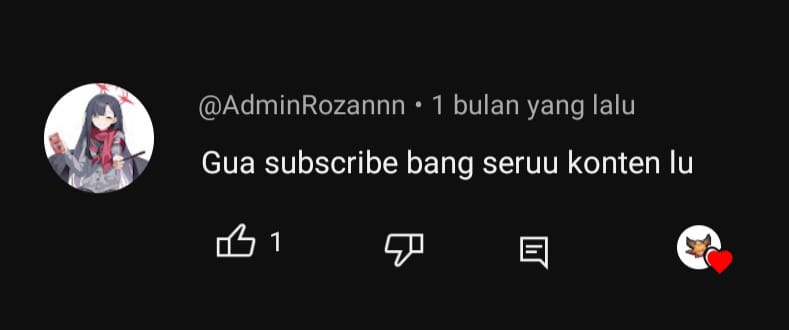 @AdminRozannn • 1 bulan yang lalu
Gua subscribe bang seruu konten lu
1